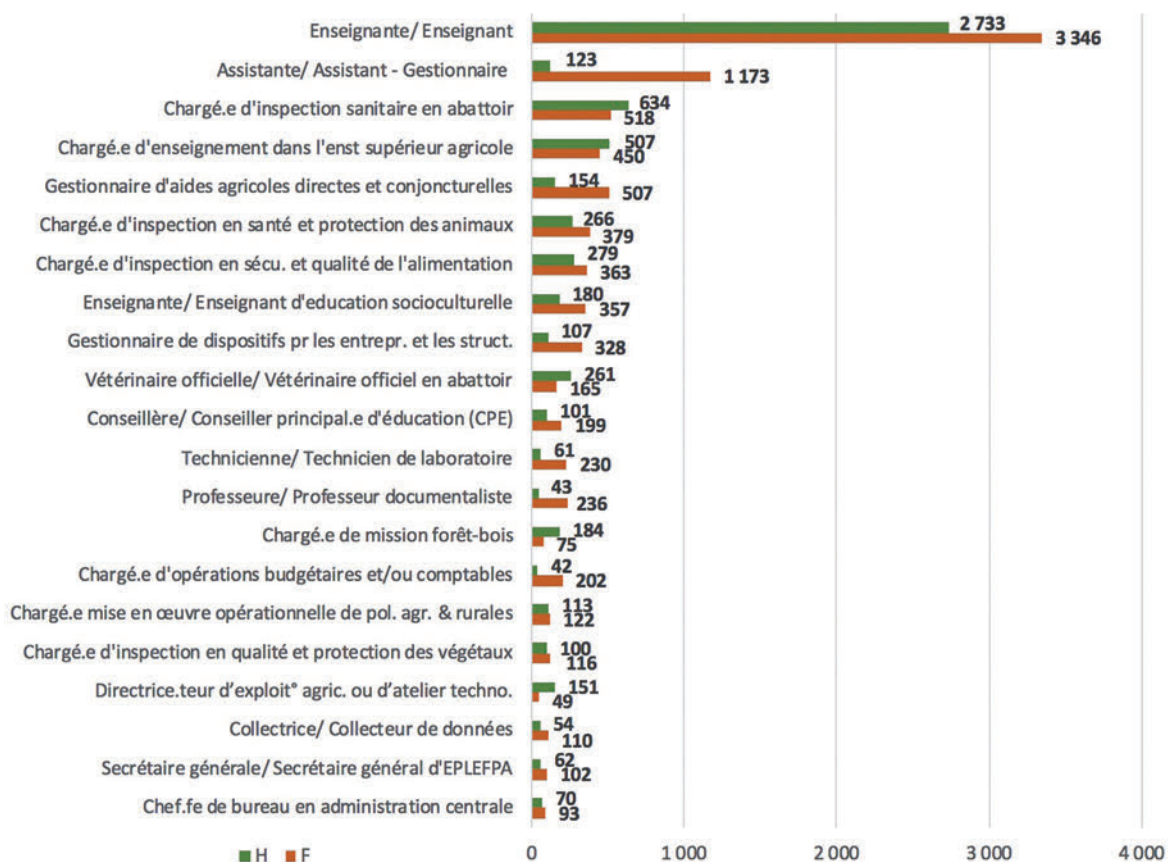 Enseignante/ Enseignant 2 733
3 346
Assistante/ Assistant - Gestionnaire 123
1 173
Chargé.e d'inspection sanitaire en abattoir 634
518
Chargé.e d'enseignement dans l'enst supérieur agricole 507
450
Gestionnaire d'aides agricoles directes et conjoncturelles 154
507
Chargé.e d'inspection en santé et protection des animaux 266
379
Chargé.e d'inspection en sécu. et qualité de l'alimentation 279
363
Enseignante/ Enseignant d'education socioculturelle 180
357
Gestionnaire de dispositifs pr les entrepr. et les struct. 107
328
Vétérinaire officielle/ Vétérinaire officiel en abattoir 261
165
Conseillère/ Conseiller principal.e d'éducation (CPE) 101
199
Technicienne/ Technicien de laboratoire 61
230
Professeure/ Professeur documentaliste 43
236
Chargé.e de mission forêt-bois 184
75
Chargé.e d'opérations budgétaires et/ou comptables 42
202
Chargé.e mise en œuvre opérationnelle de pol. agr. & rurales 113
122
Chargé.e d'inspection en qualité et protection des végétaux 100
116
Directrice.teur d’exploit° agric. ou d’atelier techno. 151
49
Collectrice/ Collecteur de données 54
110
Secrétaire générale/ Secrétaire général d'EPLEFPA 62
102
Chef.fe de bureau en administration centrale 70
93
H F 0 1 000 2 000 3 000 4 000